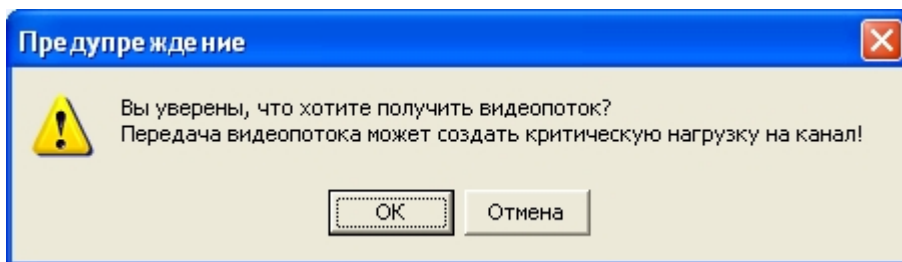 Предупреждение
Вы уверены, что хотите получить видеопоток?
Передача видеопотока может создать критическую нагрузку на канал!
OK
Отмена